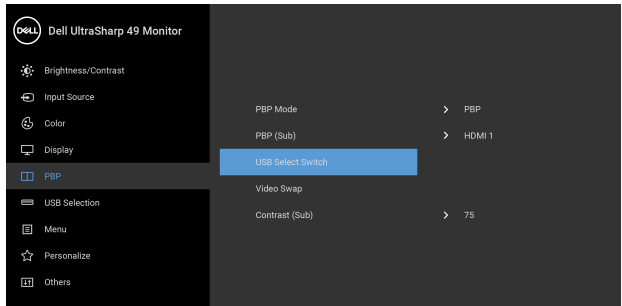 DELL Dell UltraSharp 49 Monitor
Brightness/Contrast
Input Source
Color
Display
PBP
USB Selection
Menu
Personalize
Others
PBP Mode > PBP
PBP (Sub) > HDMI 1
USB Select Switch
Video Swap
Contrast (Sub) > 75